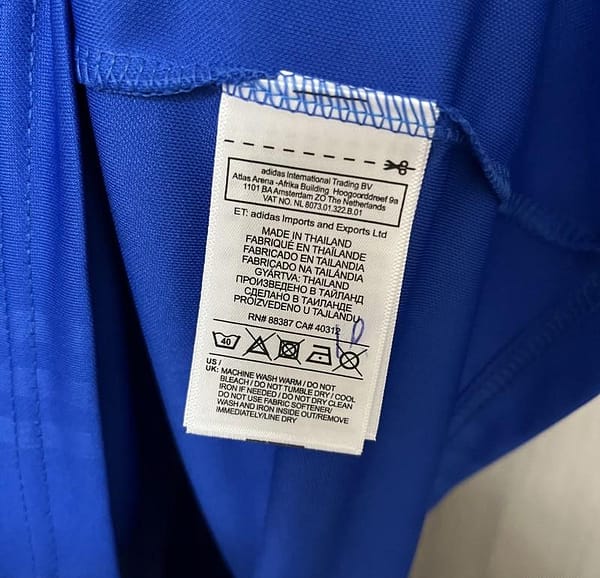 adidas International Trading BV
Atlas Arena -Afrika Building Hoogoorddreef 9a
1101 BA Amsterdam ZO The Netherlands
VAT NO. NL 8073.01.322.B.01
ET: adidas Imports and Exports Ltd
MADE IN THAILAND
FABRIQUÉ EN THAÏLANDE
FABRICADO EN TAILANDIA
FABRICADO NA TAILÂNDIA
GYÁRTVA: THAILAND
ПРОИЗВЕДЕНО В ТАЙЛАНД
СДЕЛАНО В ТАИЛАНДЕ
PROIZVEDENO U TAJLANDU
RN# 88387 CA# 40312
40
US /
UK: MACHINE WASH WARM / DO NOT
BLEACH / DO NOT TUMBLE DRY / COOL
IRON IF NEEDED / DO NOT DRY CLEAN
DO NOT USE FABRIC SOFTENER/
WASH AND IRON INSIDE OUT/REMOVE
IMMEDIATELY/LINE DRY